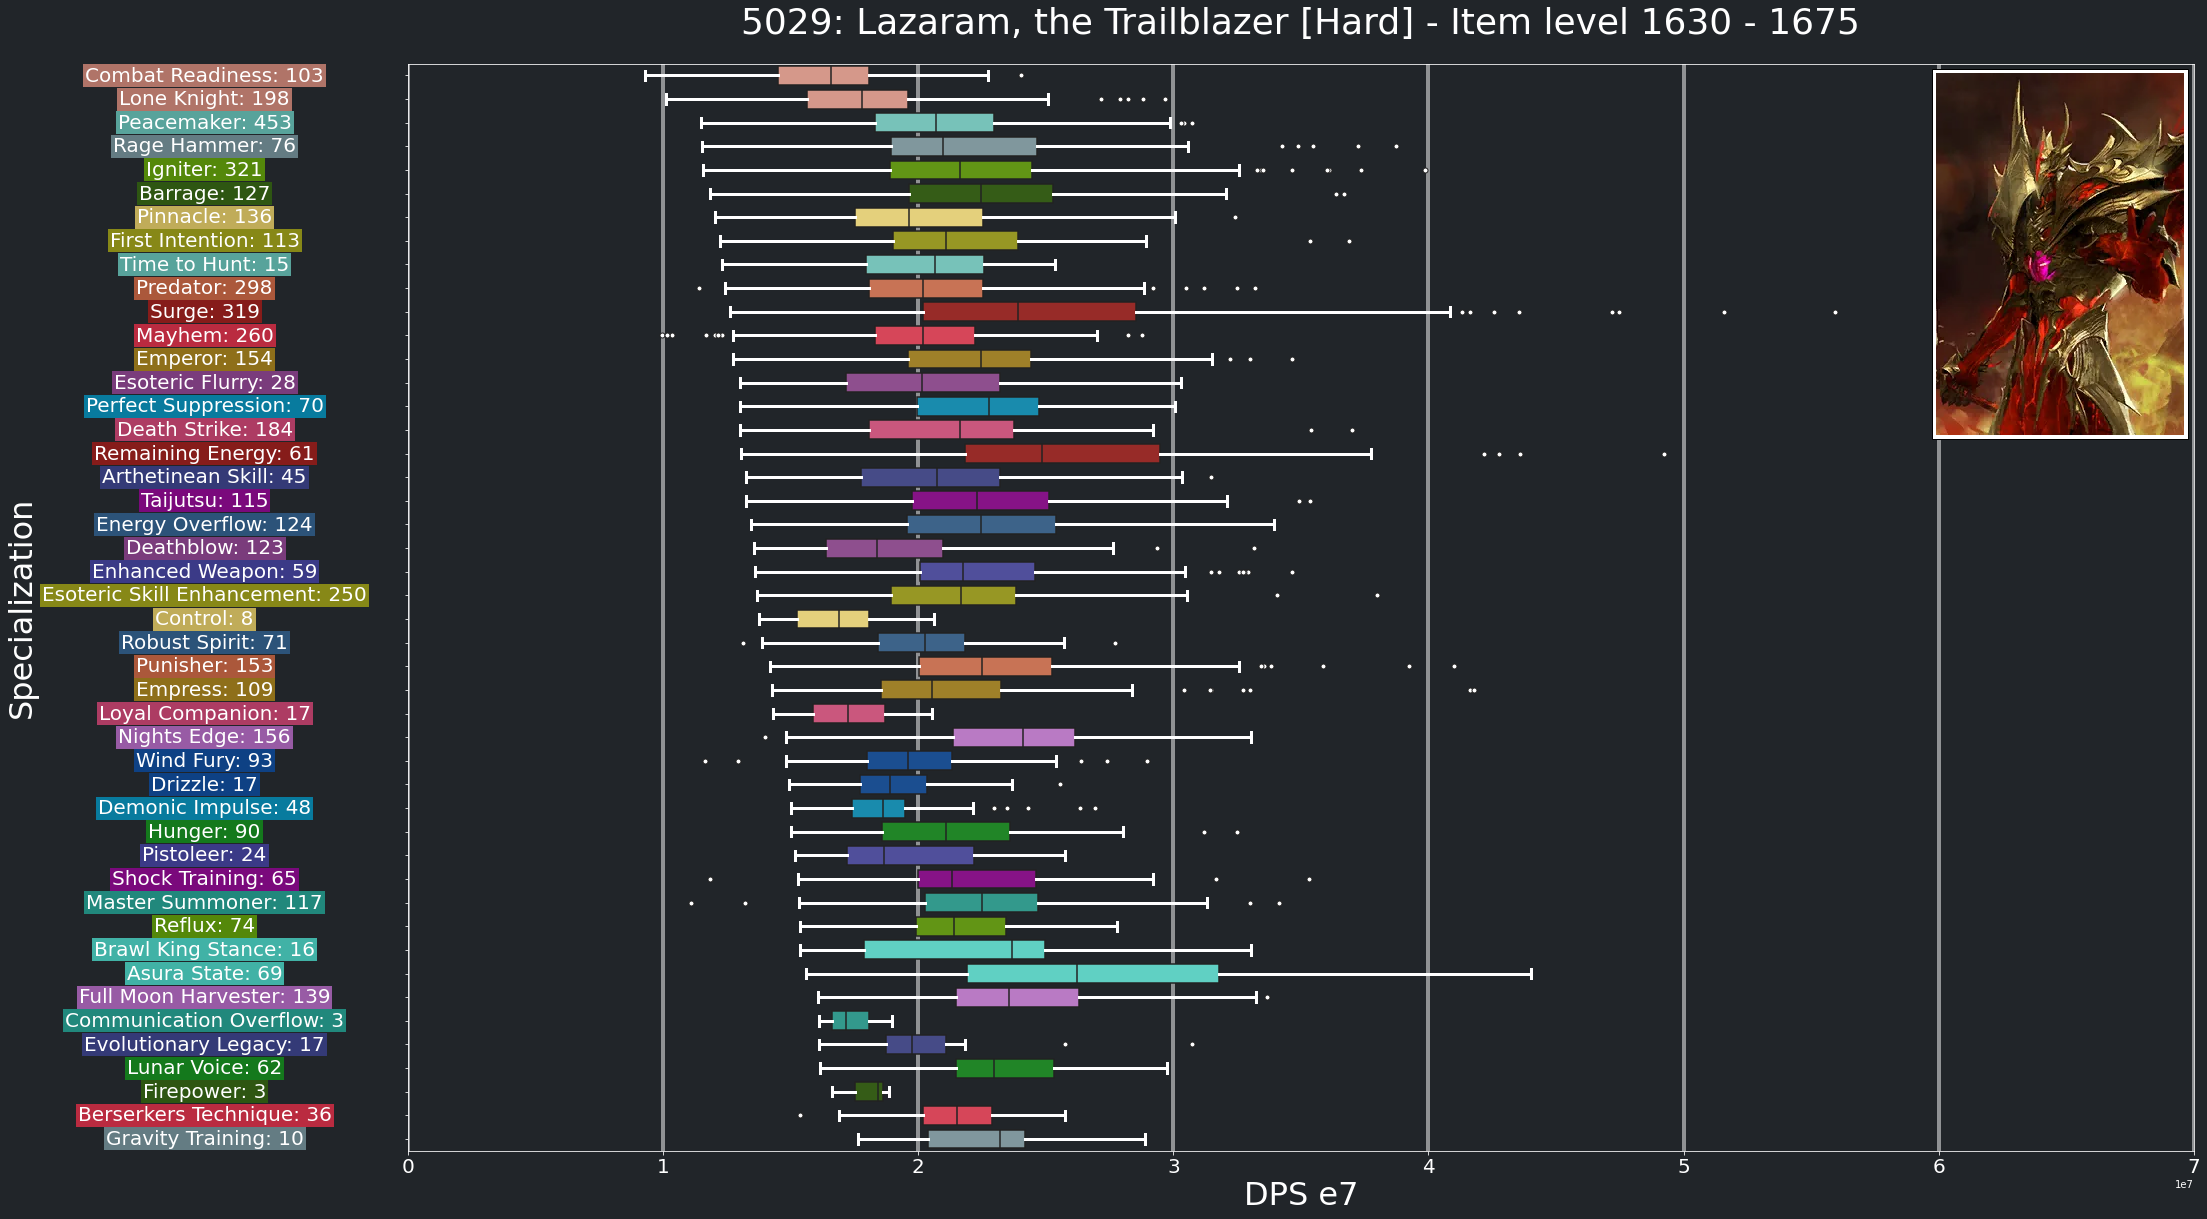 5029: Lazaram, the Trailblazer [Hard] - Item level 1630 - 1675
Specialization
Combat Readiness: 103
Lone Knight: 198
Peacemaker: 453
Rage Hammer: 76
Igniter: 321
Barrage: 127
Pinnacle: 136
First Intention: 113
Time to Hunt: 15
Predator: 298
Surge: 319
Mayhem: 260
Emperor: 154
Esoteric Flurry: 28
Perfect Suppression: 70
Death Strike: 184
Remaining Energy: 61
Arthetinean Skill: 45
Taijutsu: 115
Energy Overflow: 124
Deathblow: 123
Enhanced Weapon: 59
Esoteric Skill Enhancement: 250
Control: 8
Robust Spirit: 71
Punisher: 153
Empress: 109
Loyal Companion: 17
Nights Edge: 156
Wind Fury: 93
Drizzle: 17
Demonic Impulse: 48
Hunger: 90
Pistoleer: 24
Shock Training: 65
Master Summoner: 117
Reflux: 74
Brawl King Stance: 16
Asura State: 69
Full Moon Harvester: 139
Communication Overflow: 3
Evolutionary Legacy: 17
Lunar Voice: 62
Firepower: 3
Berserkers Technique: 36
Gravity Training: 10
0 1 2 3 4 5 6 7
DPS e7
1e7